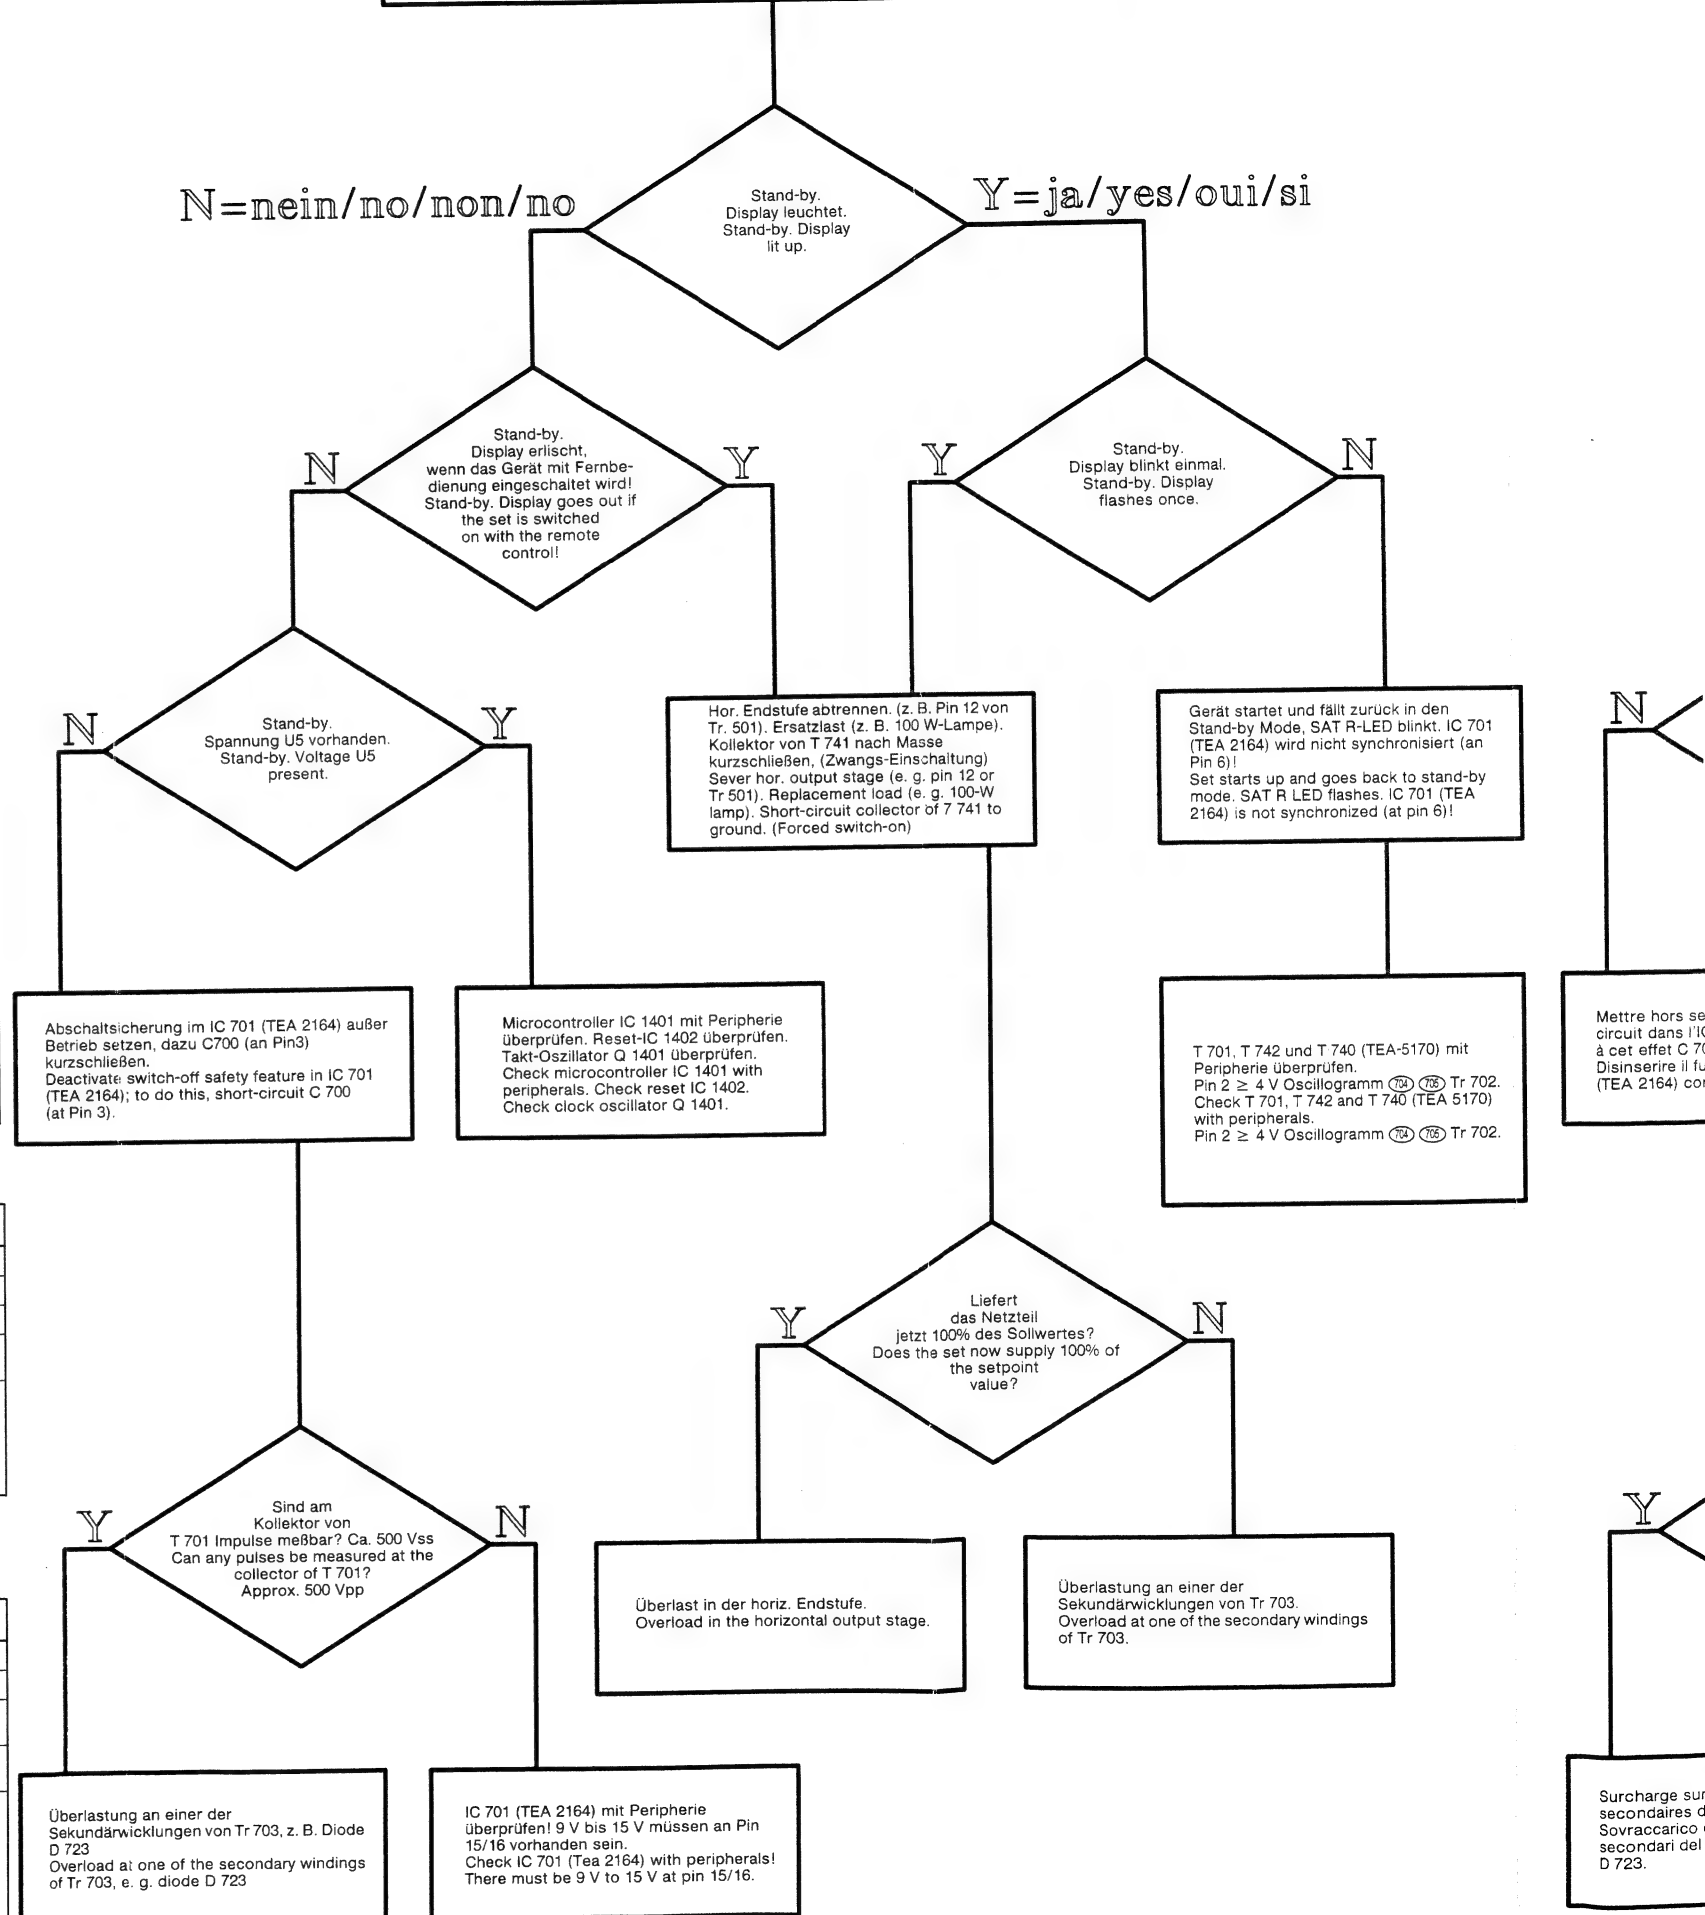 N=nein/no/non/no
Y=ja/yes/oui/si
Stand-by.
Display leuchtet.
Stand-by. Display
lit up.
N
Stand-by.
Display erlischt,
wenn das Gerät mit Fernbe-
dienung eingeschaltet wird!
Stand-by. Display goes out if
the set is switched
on with the remote
control!
Y
Y
Stand-by.
Display blinkt einmal.
Stand-by. Display
flashes once.
N
N
Stand-by.
Spannung U5 vorhanden.
Stand-by. Voltage U5
present.
Y
Hor. Endstufe abtrennen. (z. B. Pin 12 von
Tr. 501). Ersatzlast (z. B. 100 W-Lampe).
Kollektor von T 741 nach Masse
kurzschließen, (Zwangs-Einschaltung)
Sever hor. output stage (e. g. pin 12 or
Tr 501). Replacement load (e. g. 100-W
lamp). Short-circuit collector of 7 741 to
ground. (Forced switch-on)
Gerät startet und fällt zurück in den
Stand-by Mode, SAT R-LED blinkt. IC 701
(TEA 2164) wird nicht synchronisiert (an
Pin 6)!
Set starts up and goes back to stand-by
mode. SAT R LED flashes. IC 701 (TEA
2164) is not synchronized (at pin 6)!
N
Abschaltsicherung im IC 701 (TEA 2164) außer
Betrieb setzen, dazu C700 (an Pin3)
kurzschließen.
Deactivate switch-off safety feature in IC 701
(TEA 2164); to do this, short-circuit C 700
(at Pin 3).
Microcontroller IC 1401 mit Peripherie
überprüfen. Reset-IC 1402 überprüfen.
Takt-Oszillator Q 1401 überprüfen.
Check microcontroller IC 1401 with
peripherals. Check reset IC 1402.
Check clock oscillator Q 1401.
T 701, T 742 und T 740 (TEA-5170) mit
Peripherie überprüfen.
Pin 2 ≥ 4 V Oscillogramm 704 705 Tr 702.
Check T 701, T 742 and T 740 (TEA 5170)
with peripherals.
Pin 2 ≥ 4 V Oscillogramm 704 705 Tr 702.
Mettre hors se
circuit dans l'IC
à cet effet C 70
Disinserire il fu
(TEA 2164) cor
Y
Liefert
das Netzteil
jetzt 100% des Sollwertes?
Does the set now supply 100% of
the setpoint
value?
N
Y
Sind am
Kollektor von
T 701 Impulse meßbar? Ca. 500 Vss
Can any pulses be measured at the
collector of T 701?
Approx. 500 Vpp
N
Y
Überlast in der horiz. Endstufe.
Overload in the horizontal output stage.
Überlastung an einer der
Sekundärwicklungen von Tr 703.
Overload at one of the secondary windings
of Tr 703.
Überlastung an einer der
Sekundärwicklungen von Tr 703, z. B. Diode
D 723
Overload at one of the secondary windings
of Tr 703, e. g. diode D 723
IC 701 (TEA 2164) mit Peripherie
überprüfen! 9 V bis 15 V müssen an Pin
15/16 vorhanden sein.
Check IC 701 (Tea 2164) with peripherals!
There must be 9 V to 15 V at pin 15/16.
Surcharge sur
secondaires d
Sovraccarico
secondari del
D 723.